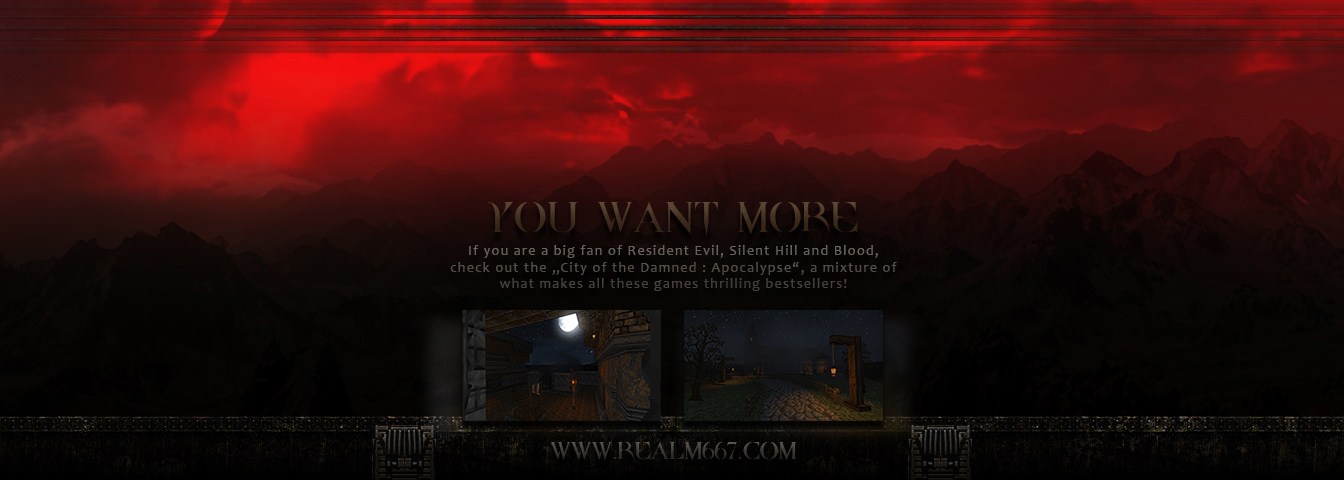 YOU WANT MORE
If you are a big fan of Resident Evil, Silent Hill and Blood,
check out the „City of the Damned : Apocalypse“, a mixture of
what makes all these games thrilling bestsellers!
WWW.REALM667.COM